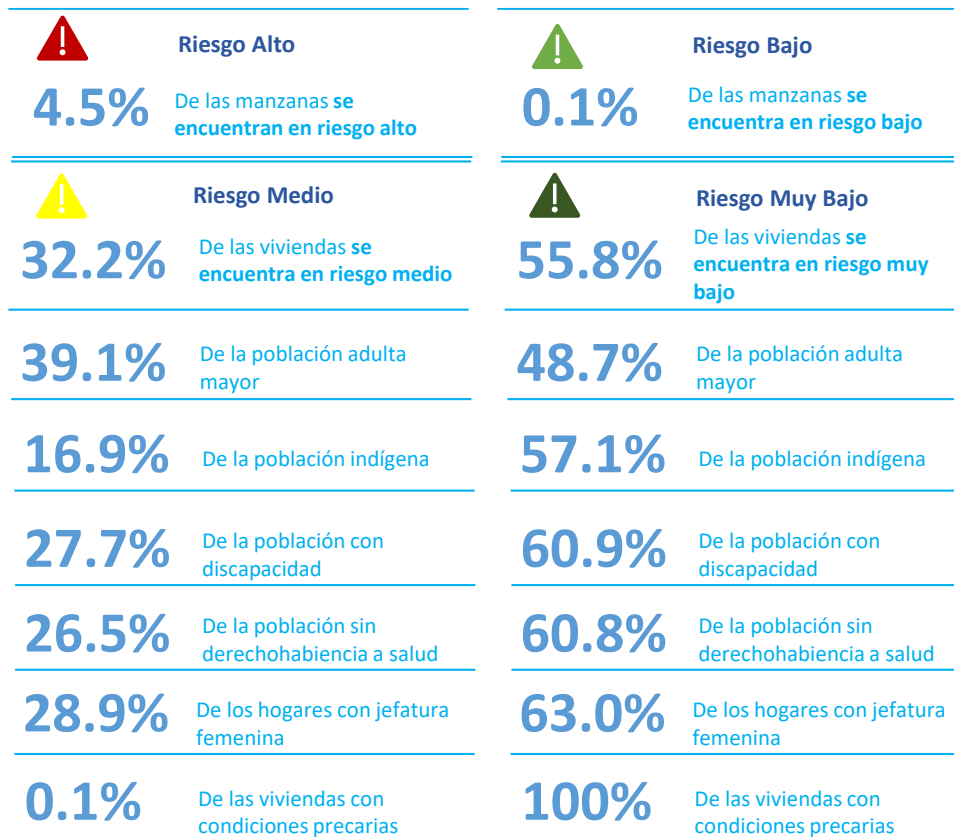 Riesgo Alto
4.5%
De las manzanas se
encuentran en riesgo alto
Riesgo Bajo
0.1%
De las manzanas se
encuentra en riesgo bajo
Riesgo Medio
32.2%
De las viviendas se
encuentra en riesgo medio
39.1%
De la población adulta
mayor
16.9%
De la población indígena
27.7%
De la población con
discapacidad
26.5%
De la población sin
derechohabiencia a salud
28.9%
De los hogares con jefatura
femenina
0.1%
De las viviendas con
condiciones precarias
Riesgo Muy Bajo
55.8%
De las viviendas se
encuentra en riesgo muy
bajo
48.7%
De la población adulta
mayor
57.1%
De la población indígena
60.9%
De la población con
discapacidad
60.8%
De la población sin
derechohabiencia a salud
63.0%
De los hogares con jefatura
femenina
100%
De las viviendas con
condiciones precarias